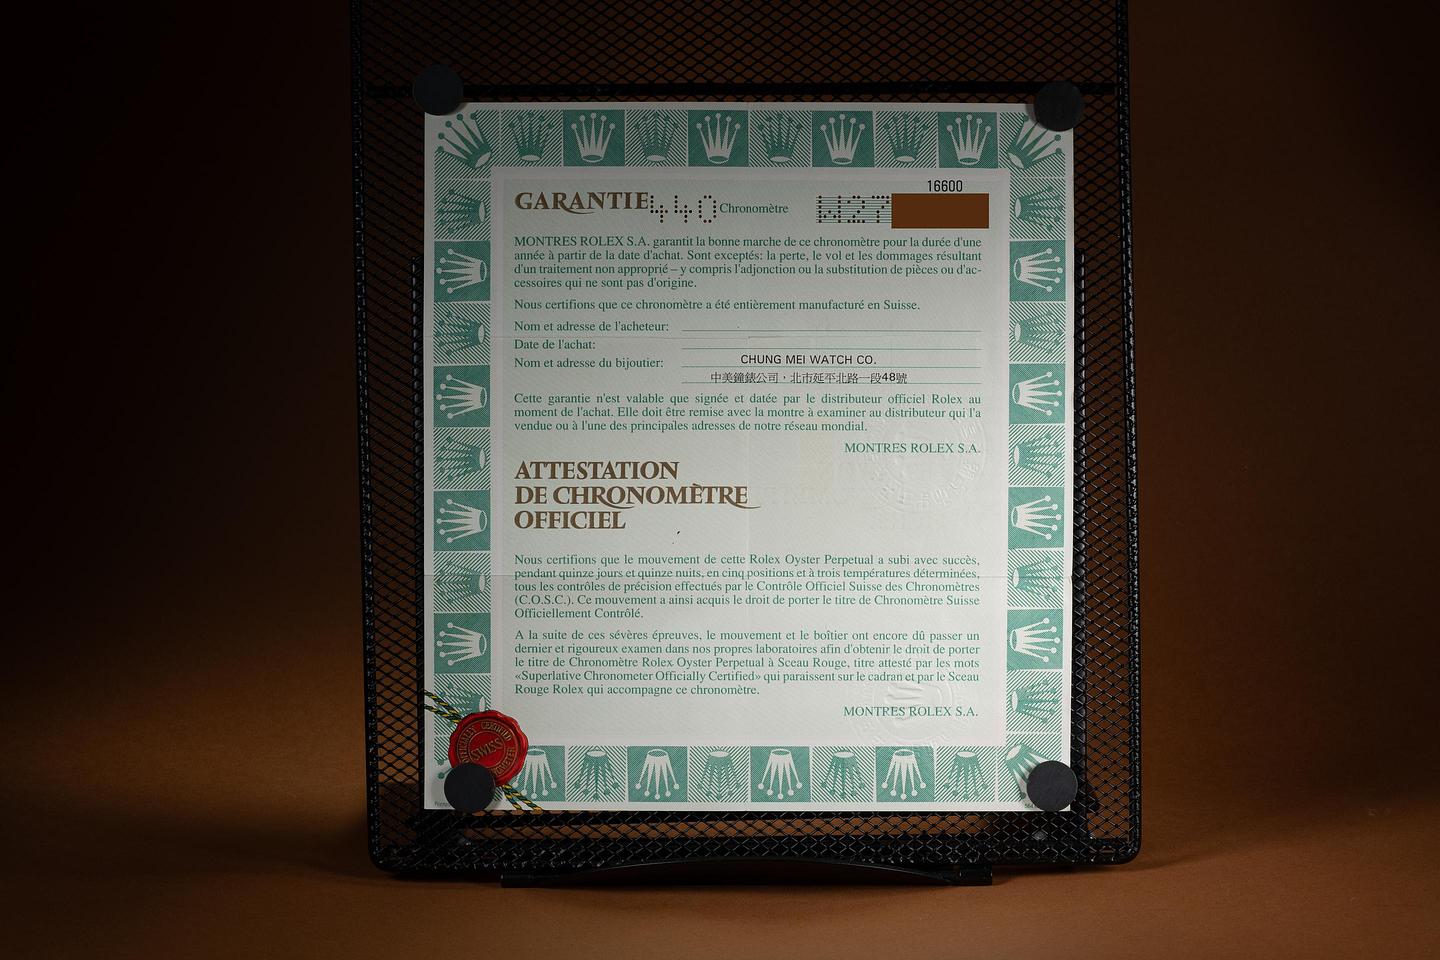 16600
GARANTIE 440 Chronomètre W27
MONTRES ROLEX S.A. garantit la bonne marche de ce chronomètre pour la durée d'une
année à partir de la date d'achat. Sont exceptés: la perte, le vol et les dommages résultant
d'un traitement non approprié – y compris l'adjonction ou la substitution de pièces ou d'ac-
cessoires qui ne sont pas d'origine.
Nous certifions que ce chronomètre a été entièrement manufacturé en Suisse.
Nom et adresse de l'acheteur:
Date de l'achat:
Nom et adresse du bijoutier: CHUNG MEI WATCH CO.
中美鐘錶公司，北市延平北路一段48號
Cette garantie n'est valable que signée et datée par le distributeur officiel Rolex au
moment de l'achat. Elle doit être remise avec la montre à examiner au distributeur qui l'a
vendue ou à l'une des principales adresses de notre réseau mondial.
MONTRES ROLEX S.A.
ATTESTATION
DE CHRONOMÈTRE
OFFICIEL
Nous certifions que le mouvement de cette Rolex Oyster Perpetual a subi avec succès,
pendant quinze jours et quinze nuits, en cinq positions et à trois températures déterminées,
tous les contrôles de précision effectués par le Contrôle Officiel Suisse des Chronomètres
(C.O.S.C.). Ce mouvement a ainsi acquis le droit de porter le titre de Chronomètre Suisse
Officiellement Contrôlé.
A la suite de ces sévères épreuves, le mouvement et le boîtier ont encore dû passer un
dernier et rigoureux examen dans nos propres laboratoires afin d'obtenir le droit de porter
le titre de Chronomètre Rolex Oyster Perpetual à Sceau Rouge, titre attesté par les mots
«Superlative Chronometer Officially Certified» qui paraissent sur le cadran et par le Sceau
Rouge Rolex qui accompagne ce chronomètre.
MONTRES ROLEX S.A.
CERTIFIED
SWISS